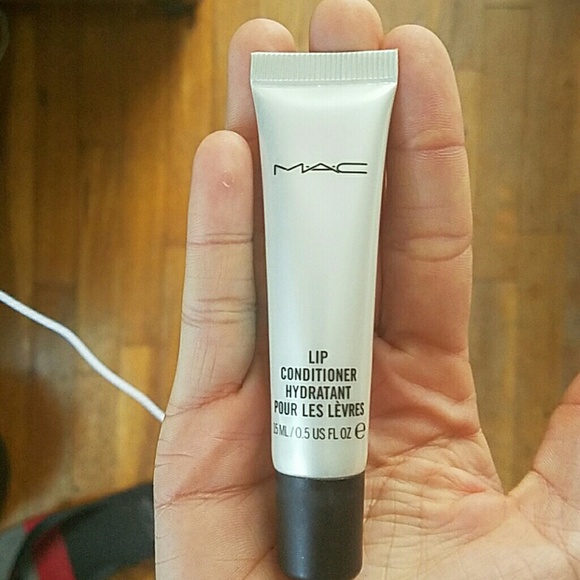 MAC
LIP
CONDITIONER
HYDRATANT
POUR LES LÈVRES
15 ML / 0.5 US FL OZ ℮